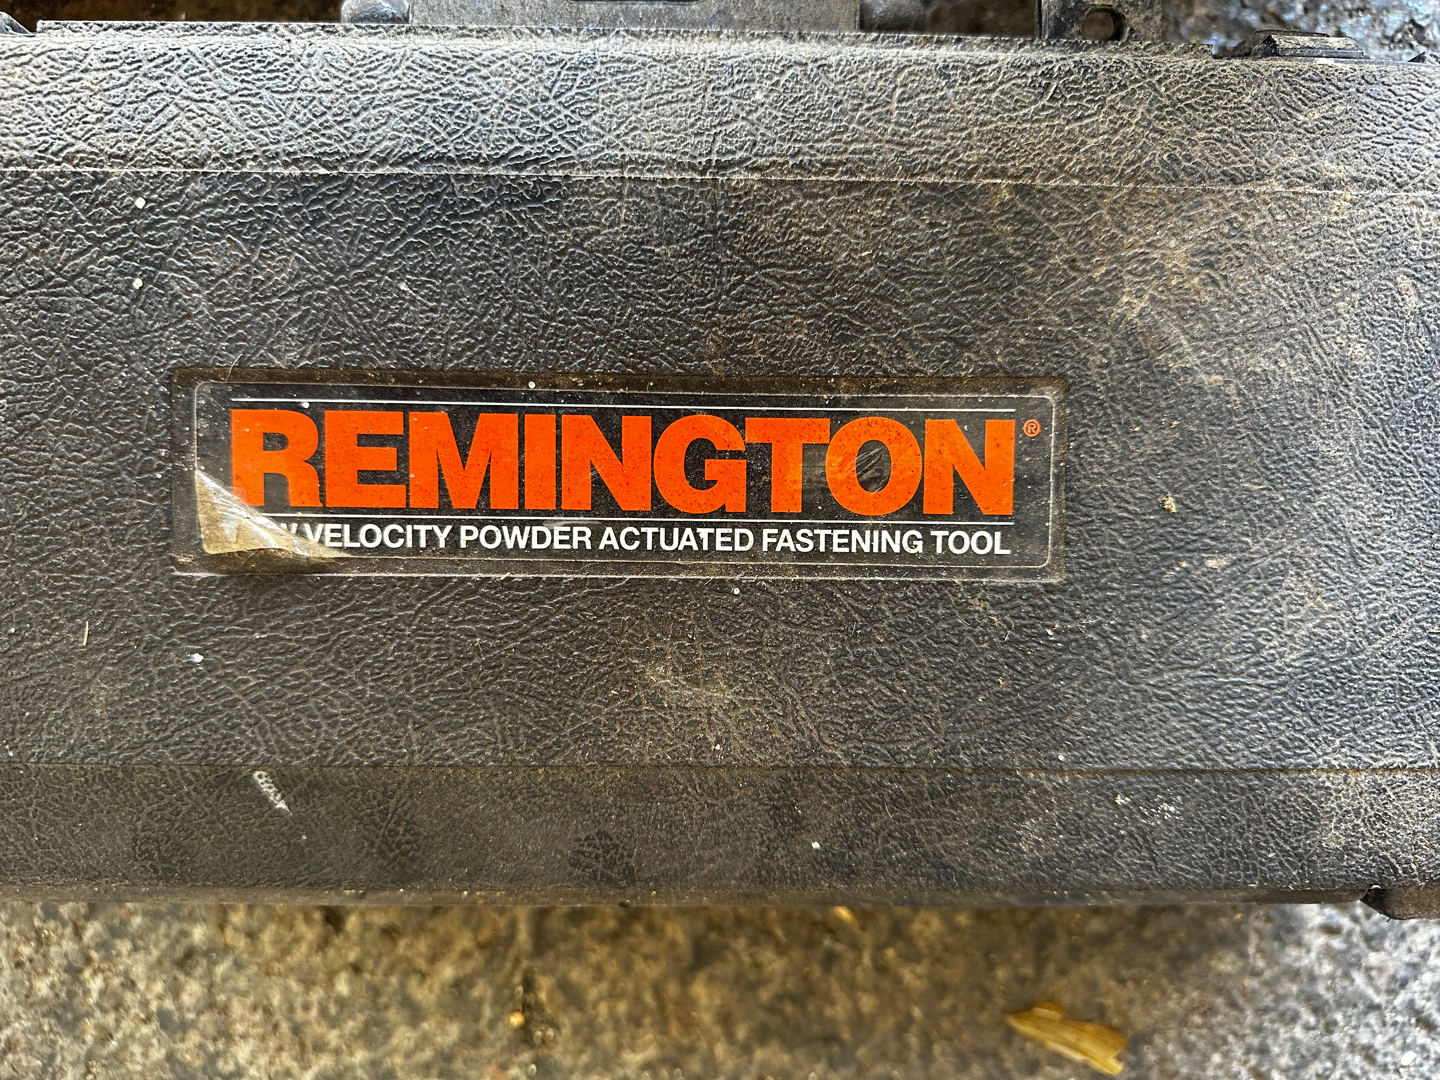 REMINGTON®
VELOCITY POWDER ACTUATED FASTENING TOOL